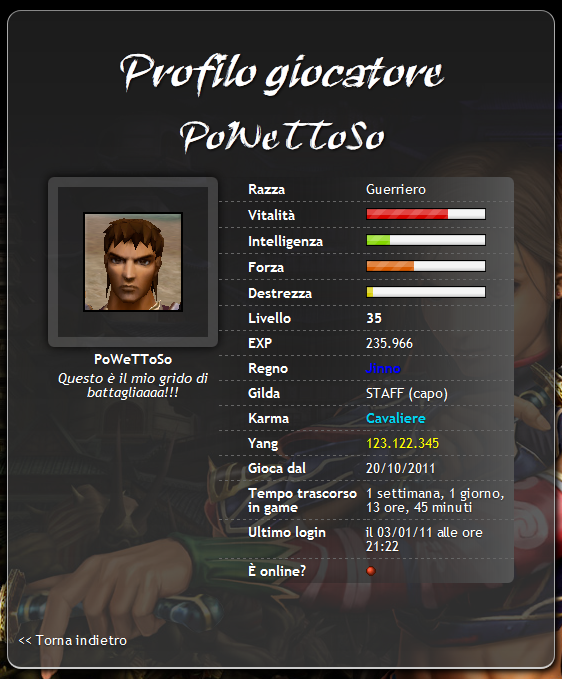 Profilo giocatore
PoWeTToSo
PoWeTToSo
Questo è il mio grido di
battagliaaaa!!!
Razza Guerriero
Vitalità
Intelligenza
Forza
Destrezza
Livello 35
EXP 235.966
Regno Jinno
Gilda STAFF (capo)
Karma Cavaliere
Yang 123.122.345
Gioca dal 20/10/2011
Tempo trascorso 1 settimana, 1 giorno,
in game 13 ore, 45 minuti
Ultimo login il 03/01/11 alle ore
21:22
È online?
<< Torna indietro